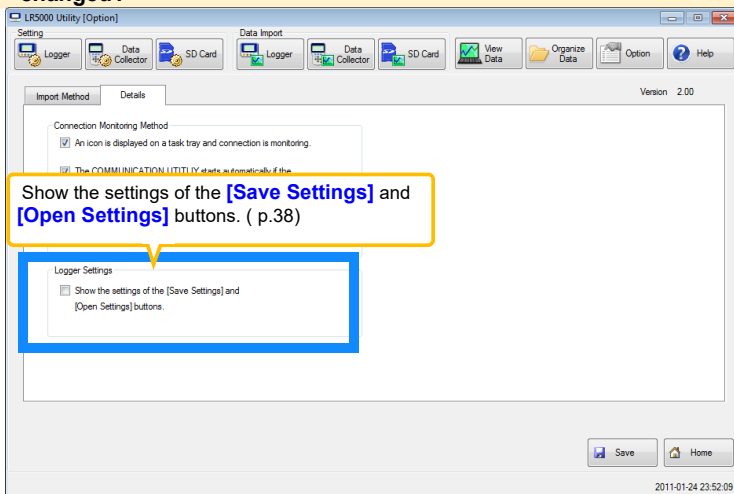 changed?
LR5000 Utility [Option]
Setting
Data Import
Logger
Data Collector
SD Card
Logger
Data Collector
SD Card
View Data
Organize Data
Option
Help
Import Method
Details
Version 2.00
Connection Monitoring Method
An icon is displayed on a task tray and connection is monitoring.
The COMMUNICATION UTITLIY starts automatically if the
Show the settings of the [Save Settings] and
[Open Settings] buttons. ( p.38)
Logger Settings
Show the settings of the [Save Settings] and
[Open Settings] buttons.
Save
Home
2011-01-24 23:52:09